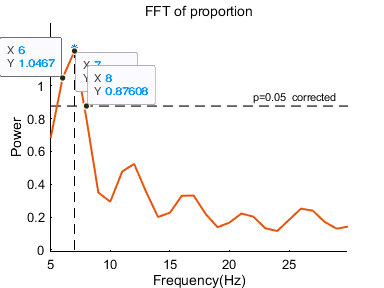 FFT of proportion
X 6
Y 1.0467
X 7
X 8
Y 0.87608
p=0.05 corrected
1
0.8
0.6
0.4
0.2
0
Power
5
10
15
20
25
Frequency(Hz)